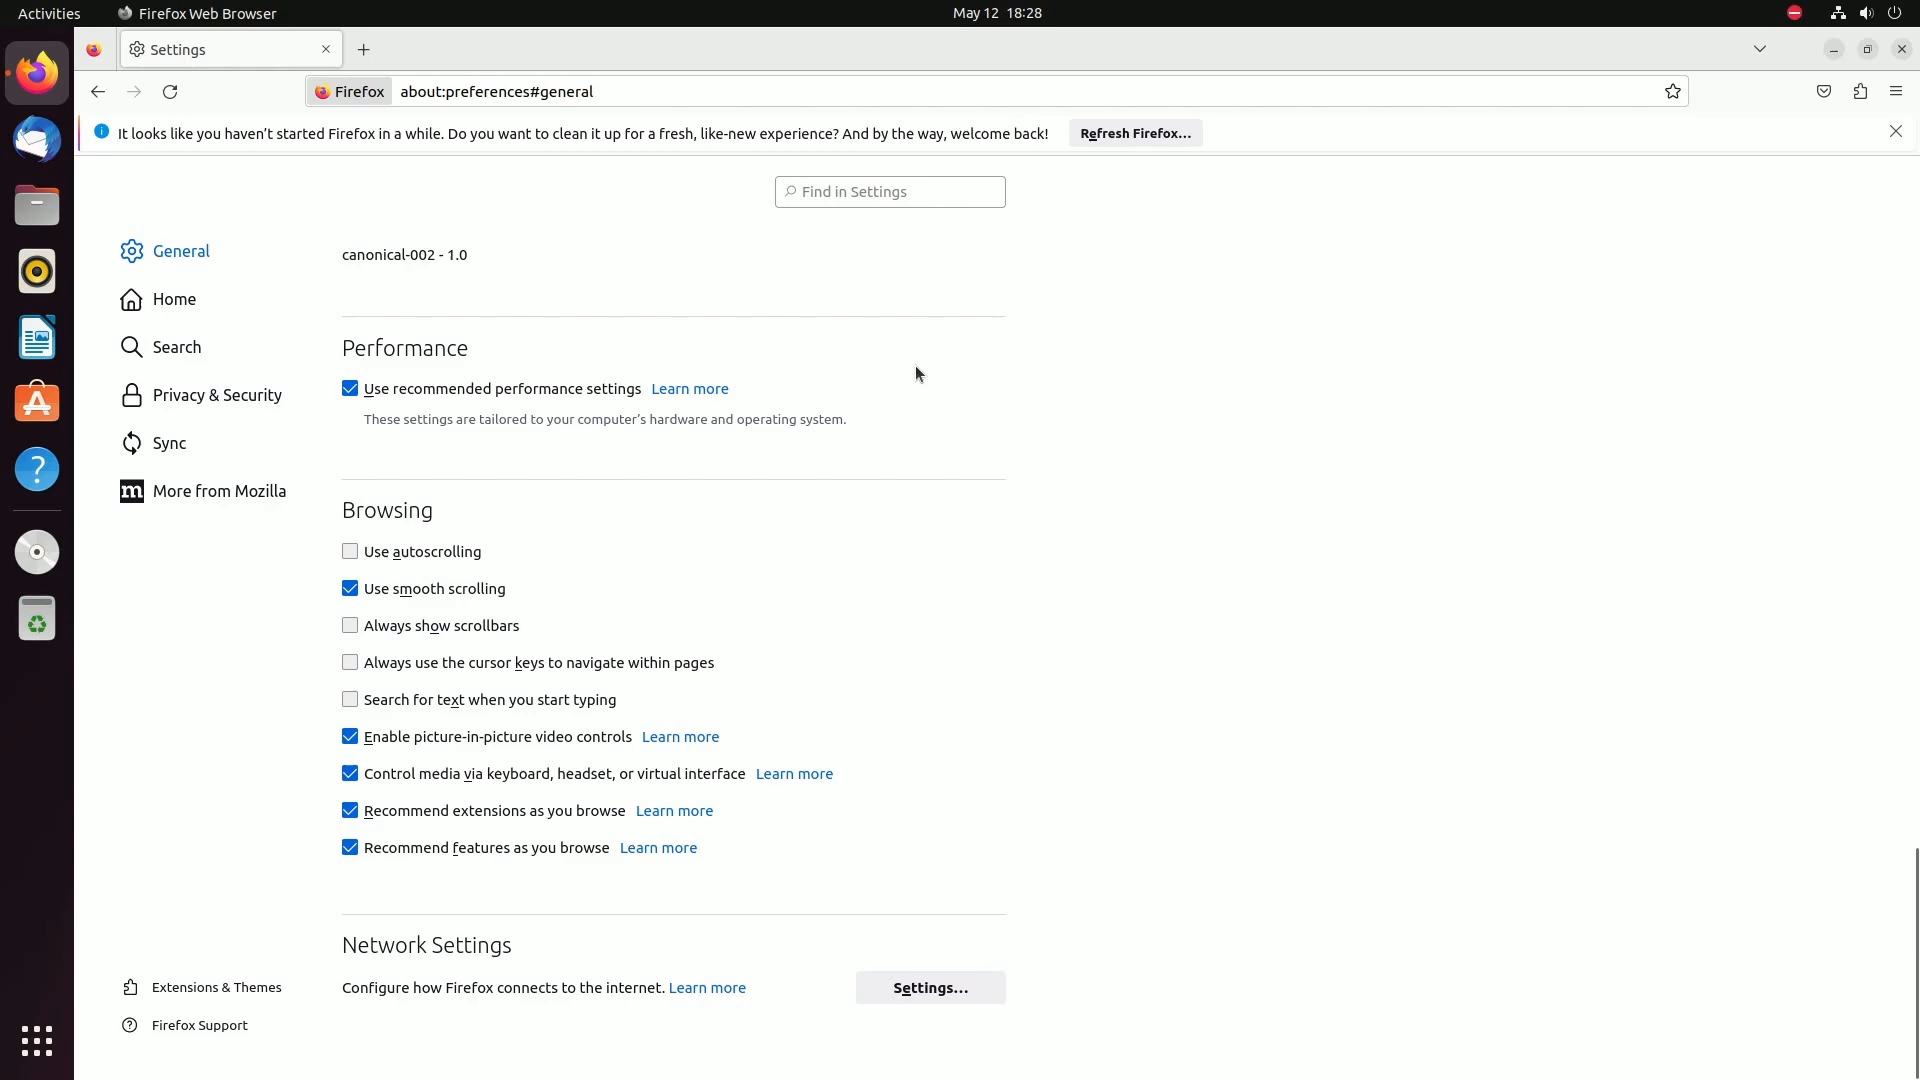 Activities
Firefox Web Browser
May 12 18:28
Settings
Firefox
about:preferences#general
It looks like you haven’t started Firefox in a while. Do you want to clean it up for a fresh, like-new experience? And by the way, welcome back!
Refresh Firefox...
Find in Settings
General
Home
Search
Privacy & Security
Sync
More from Mozilla
Extensions & Themes
Firefox Support
canonical-002 - 1.0
Performance
Use recommended performance settings Learn more
These settings are tailored to your computer’s hardware and operating system.
Browsing
Use autoscrolling
Use smooth scrolling
Always show scrollbars
Always use the cursor keys to navigate within pages
Search for text when you start typing
Enable picture-in-picture video controls Learn more
Control media via keyboard, headset, or virtual interface Learn more
Recommend extensions as you browse Learn more
Recommend features as you browse Learn more
Network Settings
Configure how Firefox connects to the internet. Learn more
Settings...